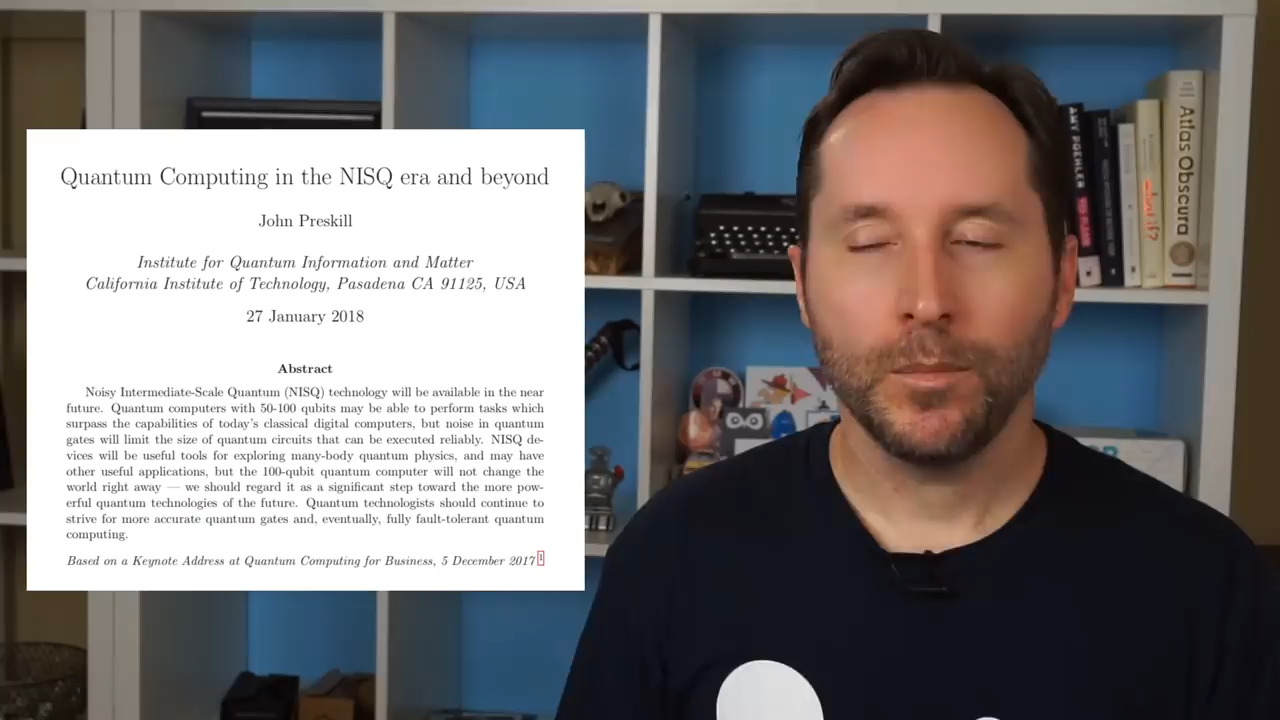 Quantum Computing in the NISQ era and beyond
John Preskill
Institute for Quantum Information and Matter
California Institute of Technology, Pasadena CA 91125, USA
27 January 2018
Abstract
Noisy Intermediate-Scale Quantum (NISQ) technology will be available in the near
future. Quantum computers with 50-100 qubits may be able to perform tasks which
surpass the capabilities of today's classical digital computers, but noise in quantum
gates will limit the size of quantum circuits that can be executed reliably. NISQ de-
vices will be useful tools for exploring many-body quantum physics, and may have
other useful applications, but the 100-qubit quantum computer will not change the
world right away — we should regard it as a significant step toward the more pow-
erful quantum technologies of the future. Quantum technologists should continue to
strive for more accurate quantum gates and, eventually, fully fault-tolerant quantum
computing.
Based on a Keynote Address at Quantum Computing for Business, 5 December 2017 1
AMY POEHLER
what if?
Atlas Obscura